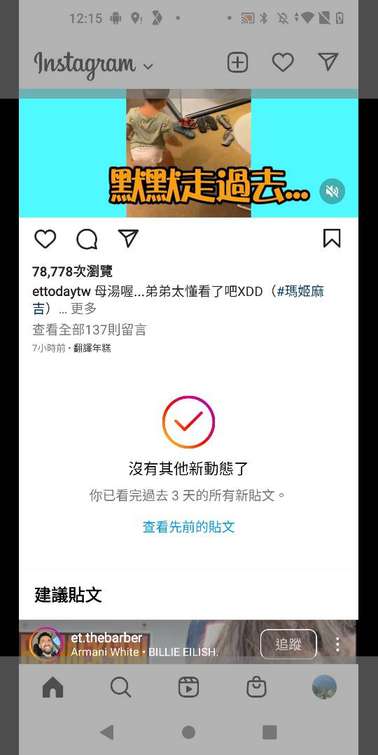 12:15
Instagram
默默走過去...
78,778次瀏覽
ettodaytw 母湯喔...弟弟太懂看了吧XDD（#瑪姬麻
吉）... 更多
查看全部137則留言
7小時前・翻譯年糕
沒有其他新動態了
你已看完過去 3 天的所有新貼文。
查看先前的貼文
建議貼文
et.thebarber
Armani White • BILLIE EILISH.
追蹤